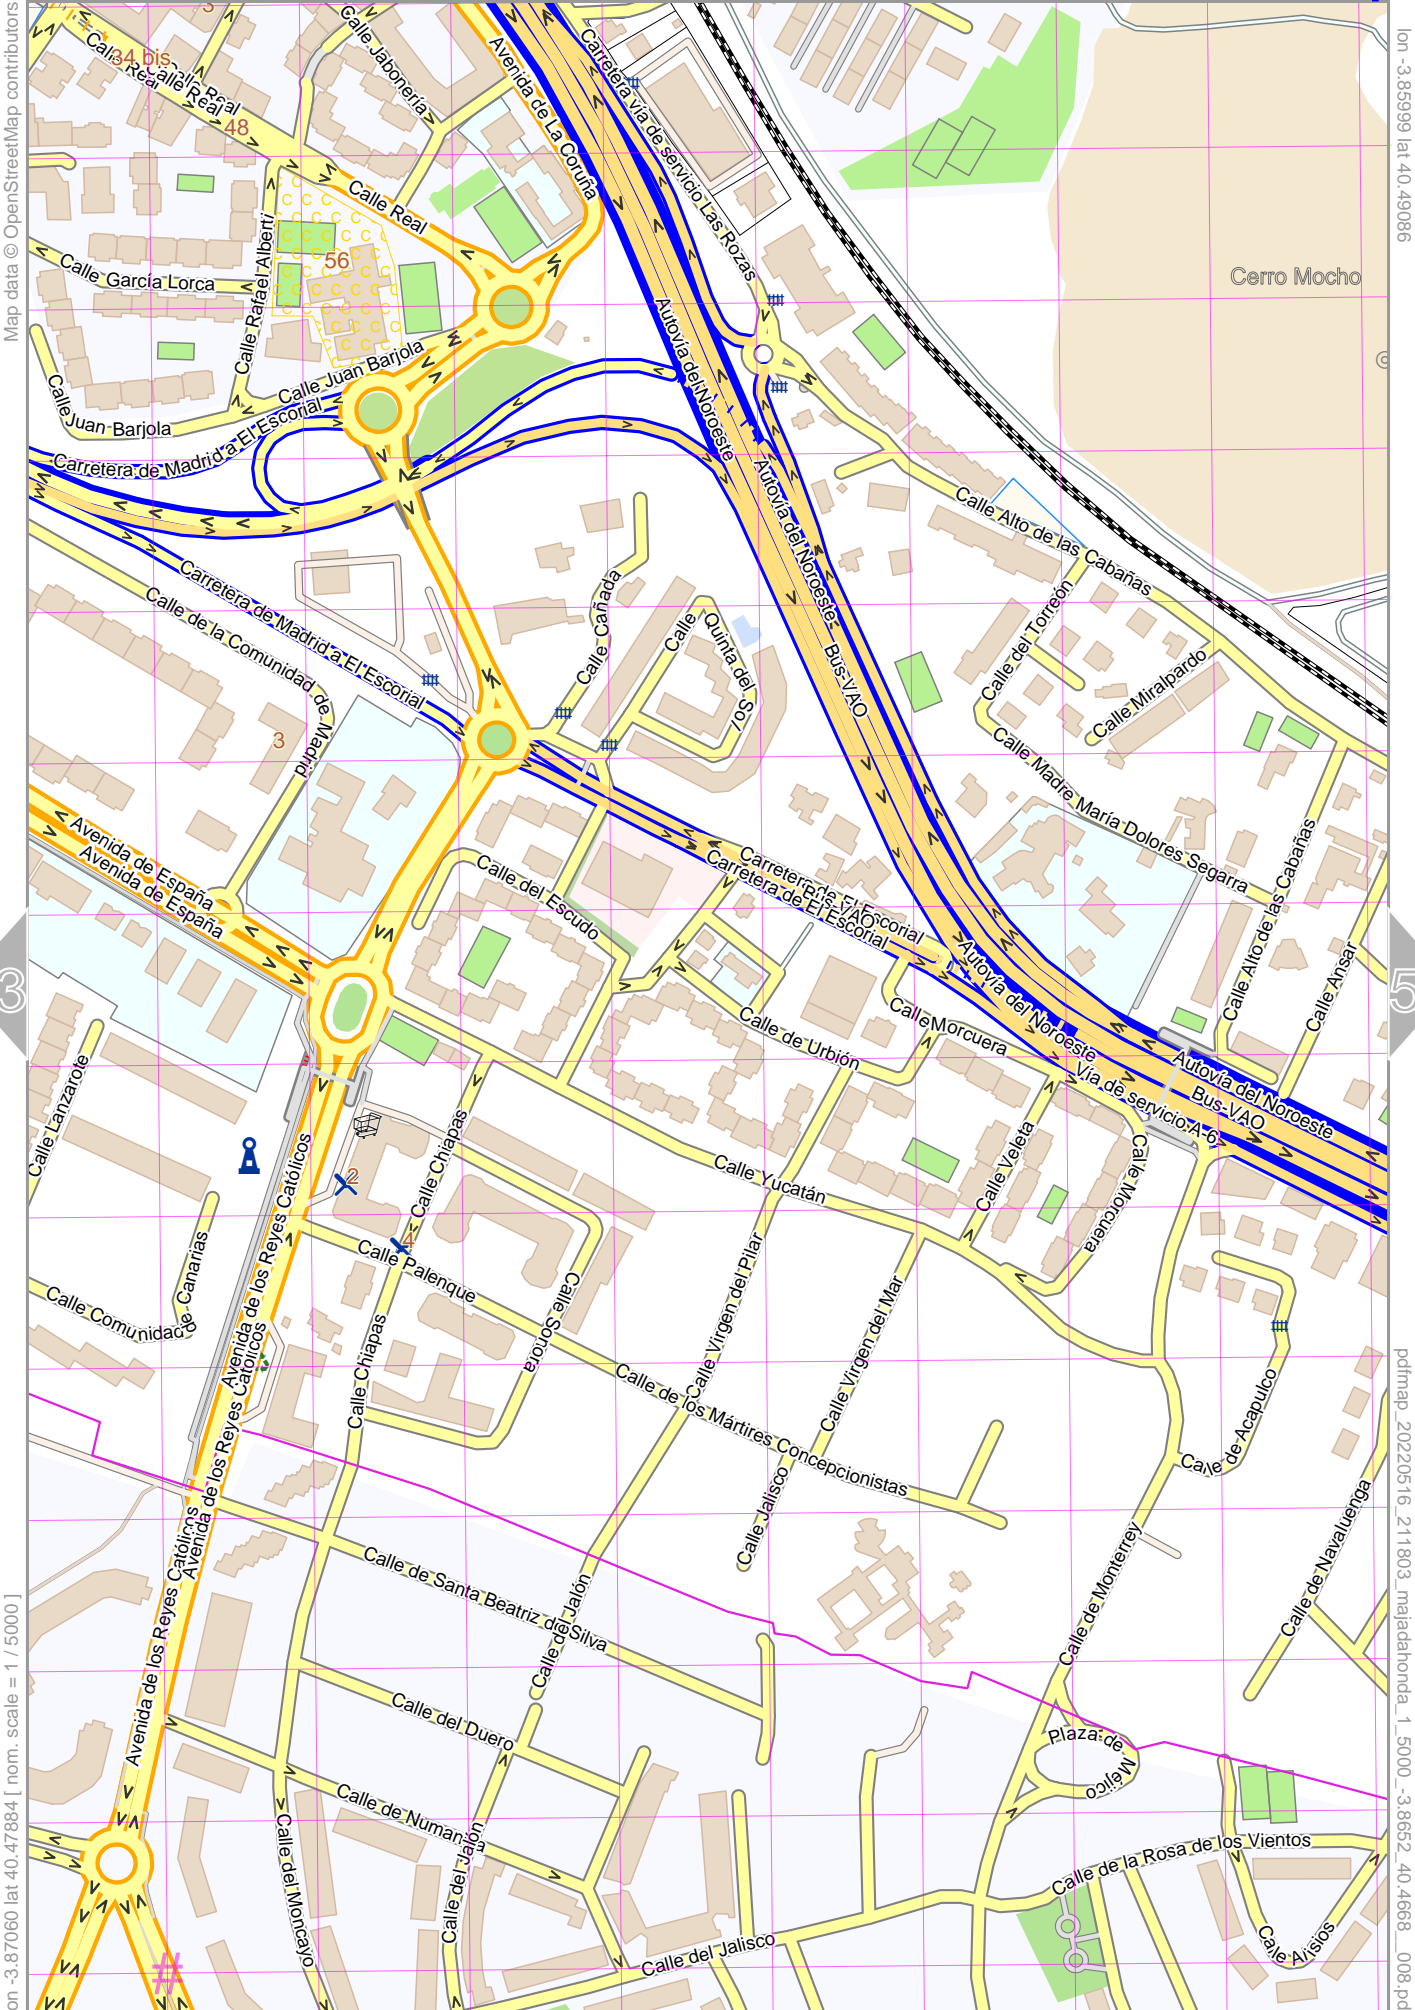 Map data © OpenStreetMap contributors
lon -3.85999 lat 40.49086
pdfmap_20220516_211803_majadahonda_1_5000_-3.8652_40.4668__008.pd
on -3.87060 lat 40.47884 [ nom. scale = 1 / 5000 ]
3
5
3
34 bis
Calle Real
Calle Real
Calle Real
48
Calle Jabonería
Avenida de La Coruña
Carretera vía de servicio Las Rozas
Calle Real
Calle Rafael Alberti
56
Calle García Lorca
Cerro Mocho
Calle Juan Barjola
Calle Juan Barjola
Carretera de Madrid a El Escorial
Autovía del Noroeste
Autovía del Noroeste
Bus-VAO
Calle Alto de las Cabañas
Carretera de Madrid a El Escorial
Calle de la Comunidad de Madrid
Calle Cañada
Calle Quinta del Sol
Calle del Torreón
Calle Miralpardo
Calle Madre María Dolores Segarra
3
Avenida de España
Avenida de España
Calle del Escudo
Carretera de El Escorial
Carretera de El Escorial
Bus-VAO
Calle Alto de las Cabañas
Calle Ansar
Autovía del Noroeste
Calle Morcuera
Calle de Urbión
Vía de servicio A-6
Autovía del Noroeste
Bus-VAO
Calle Lanzarote
Calle Chiapas
2
4
Calle Yucatán
Calle Veleta
Calle Morcuera
Calle Palenque
Calle Sonora
Calle Virgen del Pilar
Calle Virgen del Mar
Calle Comunidad de Canarias
Avenida de los Reyes Católicos
Avenida de los Reyes Católicos
Calle Chiapas
Calle de los Mártires Concepcionistas
Calle Jalisco
Calle de Acapulco
Calle de Navaluenga
Calle de Monterrey
Avenida de los Reyes Católicos
Calle de Santa Beatriz de Silva
Calle del Jalón
Calle del Duero
Plaza de Méjico
Calle de Numancia
Calle del Moncayo
Calle del Jalón
Calle de la Rosa de los Vientos
Calle Alisios
Calle del Jalisco
#